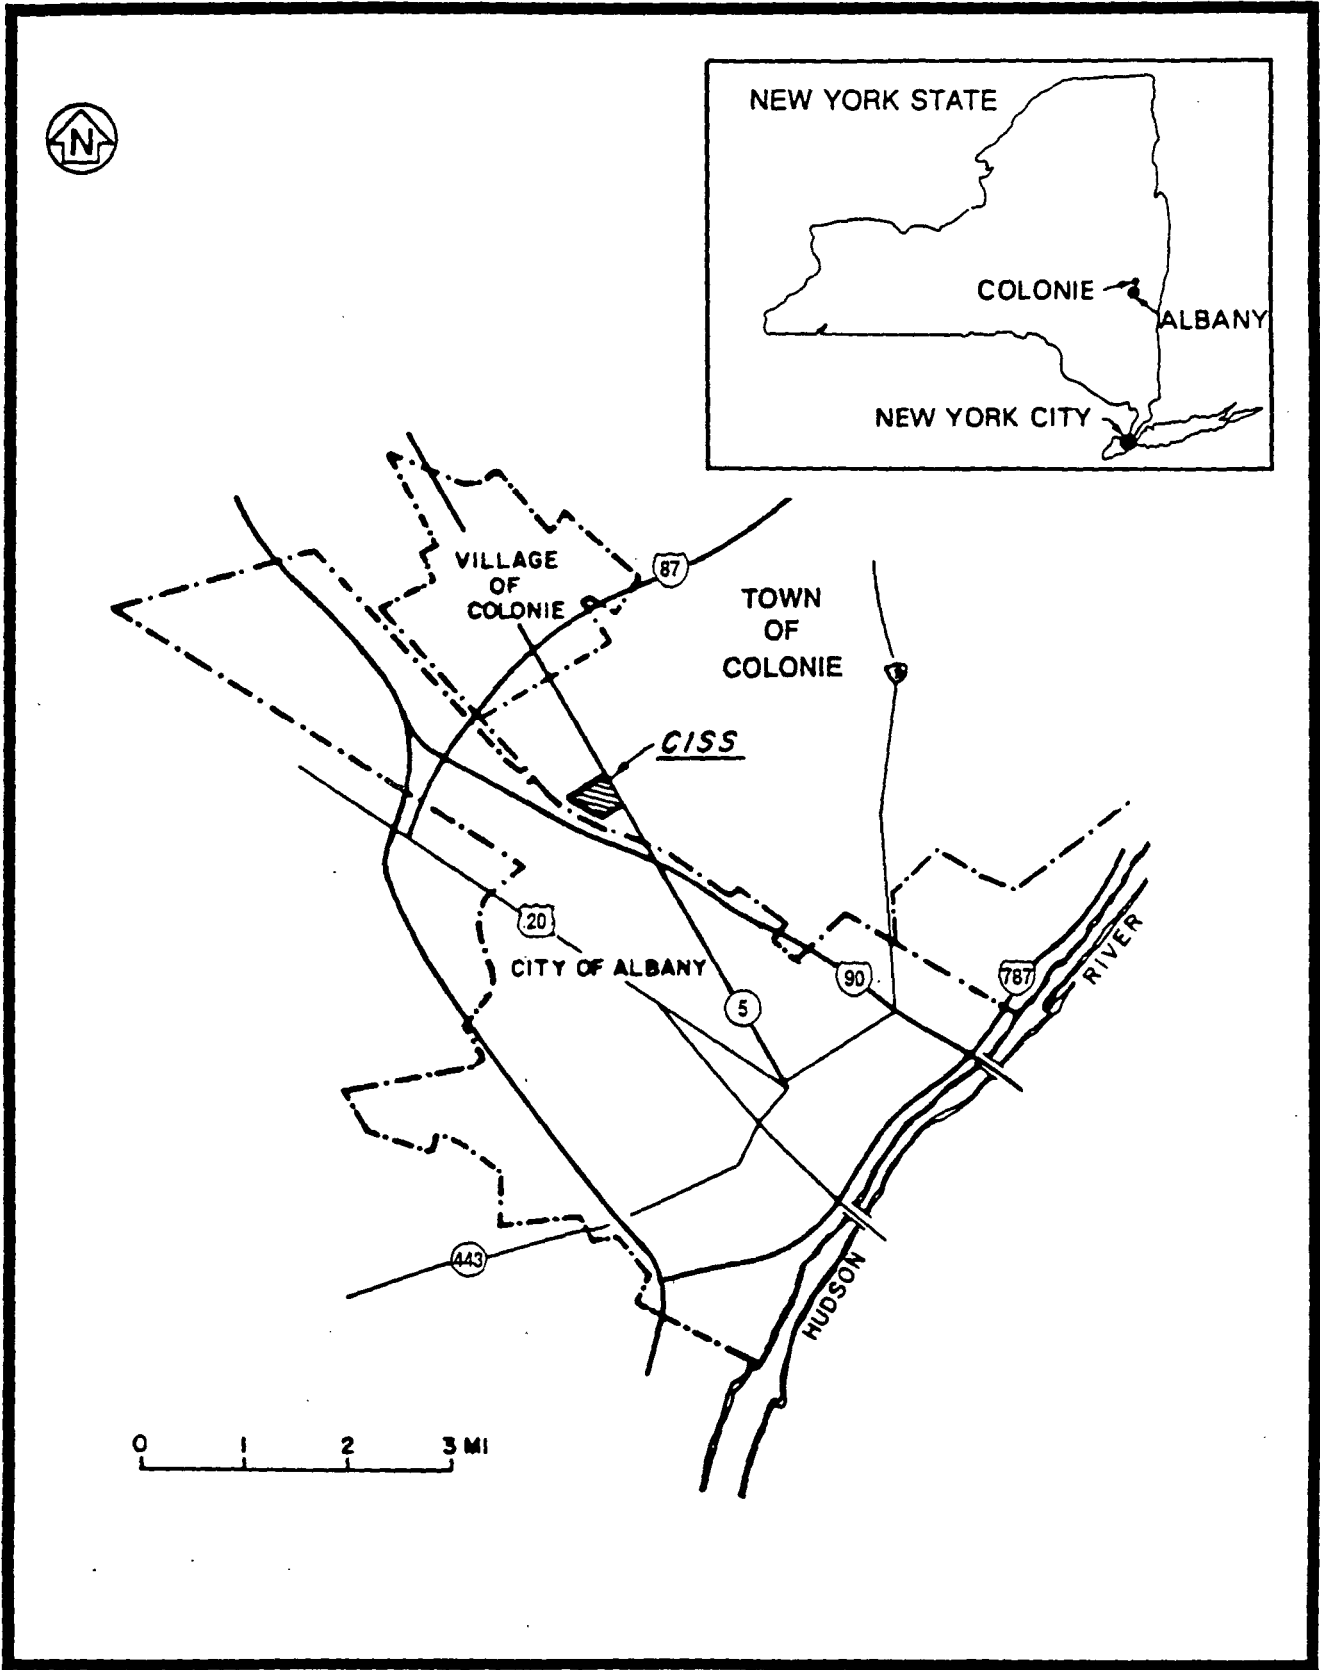 N
NEW YORK STATE
COLONIE
ALBANY
NEW YORK CITY
VILLAGE
OF
COLONIE
87
TOWN
OF
COLONIE
CISS
20
CITY OF ALBANY
5
90
787
RIVER
HUDSON
443
0 1 2 3 MI